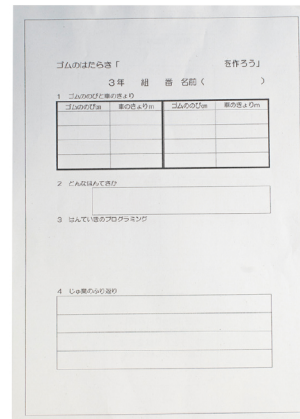 ゴムのはたらき「　　　　　　　を作ろう」
3年　組　番 名前（　　　　）
1 ゴムののびと車のきょり
ゴムののび㎝ 車のきょりm ゴムののび㎝ 車のきょりm
2 どんなはんてきか
3 はんていきのプログラミング
4 じゅ業のふり返り